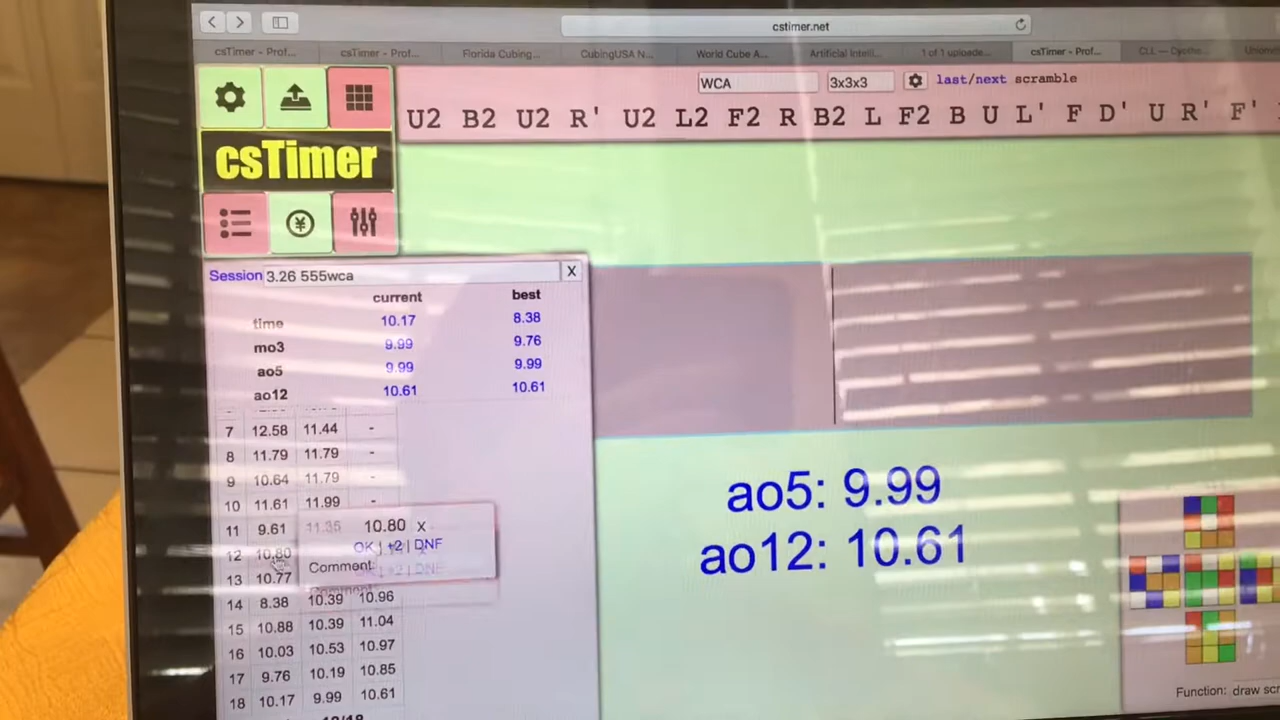 cstimer.net
csTimer - Prof... csTimer - Prof... Florida Cubing... CubingUSA N... World Cube A... Artificial Intelli... 1 of 1 uploade... csTimer - Prof... CLL — Cyotheki...
WCA 3x3x3 last/next scramble
U2 B2 U2 R' U2 L2 F2 R B2 L F2 B U L' F D' U R' F'
csTimer
Session 3.26 555wca X
current best
time 10.17 8.38
mo3 9.99 9.76
ao5 9.99 9.99
ao12 10.61 10.61
7 12.58 11.44 -
8 11.79 11.79 -
9 10.64 11.79
10 11.61 11.99 -
11 9.61 11.35
10.80 x
OK | +2 | DNF
Comment
12 10.80
13 10.77
14 8.38 10.39 10.96
15 10.88 10.39 11.04
16 10.03 10.53 10.97
17 9.76 10.19 10.85
18 10.17 9.99 10.61
ao5: 9.99
ao12: 10.61
Function: draw scr